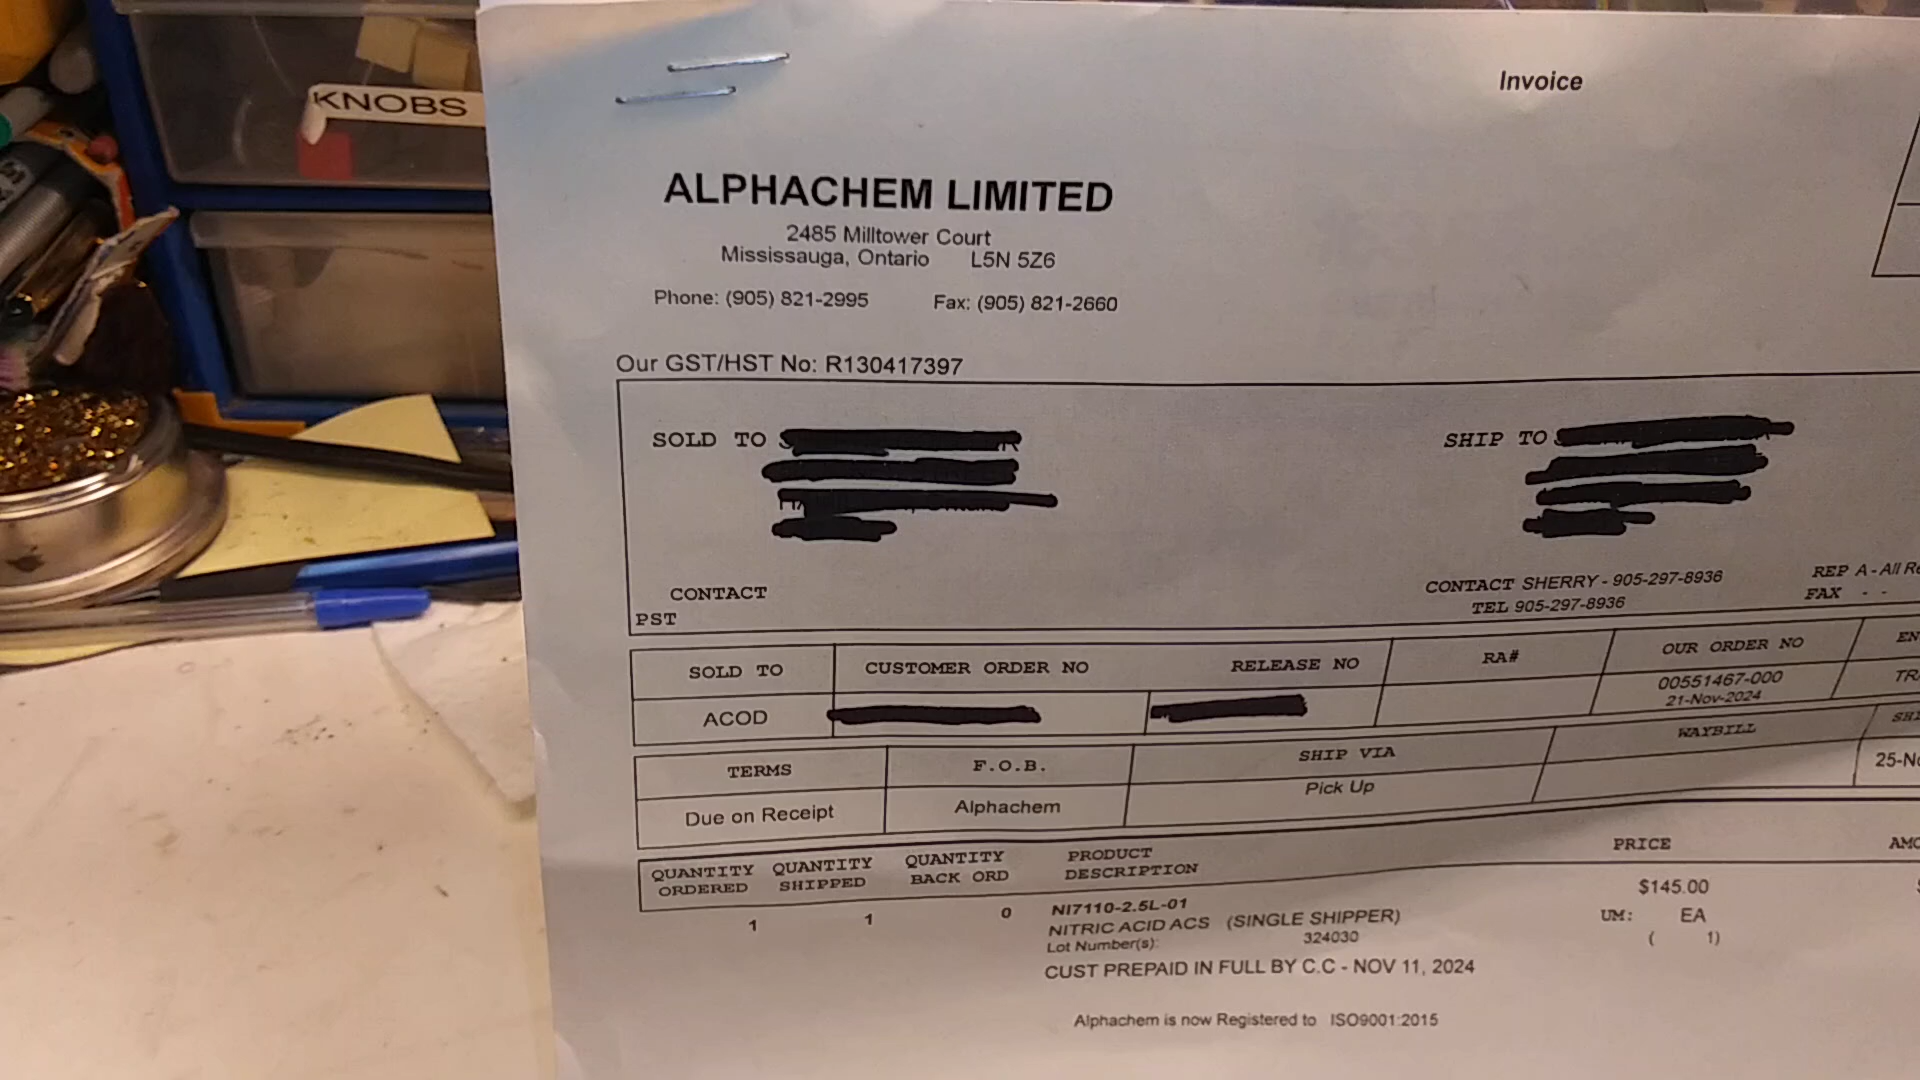 KNOBS
Invoice
ALPHACHEM LIMITED
2485 Milltower Court
Mississauga, Ontario L5N 5Z6
Phone: (905) 821-2995 Fax: (905) 821-2660
Our GST/HST No: R130417397
SOLD TO SHIP TO
CONTACT
PST
CONTACT SHERRY - 905-297-8936
TEL 905-297-8936
REP A - All
FAX - -
SOLD TO CUSTOMER ORDER NO RELEASE NO RA# OUR ORDER NO
ACOD 00551467-000
21-Nov-2024
TERMS F.O.B. SHIP VIA WAYBILL
Due on Receipt Alphachem Pick Up
QUANTITY ORDERED QUANTITY SHIPPED QUANTITY BACK ORD PRODUCT DESCRIPTION PRICE
1 1 0 NI7110-2.5L-01 $145.00
NITRIC ACID ACS (SINGLE SHIPPER) UM: EA
Lot Number(s): 324030 ( 1)
CUST PREPAID IN FULL BY C.C - NOV 11, 2024
Alphachem is now Registered to ISO9001:2015